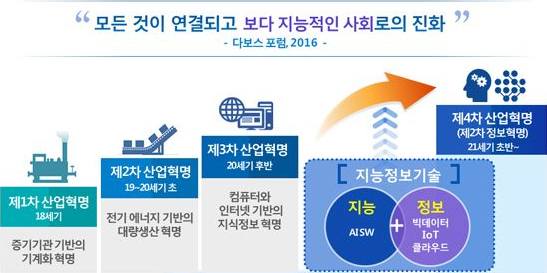 “ 모든 것이 연결되고 보다 지능적인 사회로의 진화 ”
- 다보스 포럼, 2016 -
제1차 산업혁명
18세기
증기기관 기반의
기계화 혁명
제2차 산업혁명
19~20세기 초
전기 에너지 기반의
대량생산 혁명
제3차 산업혁명
20세기 후반
컴퓨터와
인터넷 기반의
지식정보 혁명
제4차 산업혁명
(제2차 정보혁명)
21세기 초반~
지능정보기술
지능
AISW
+
정보
빅데이터
IoT
클라우드